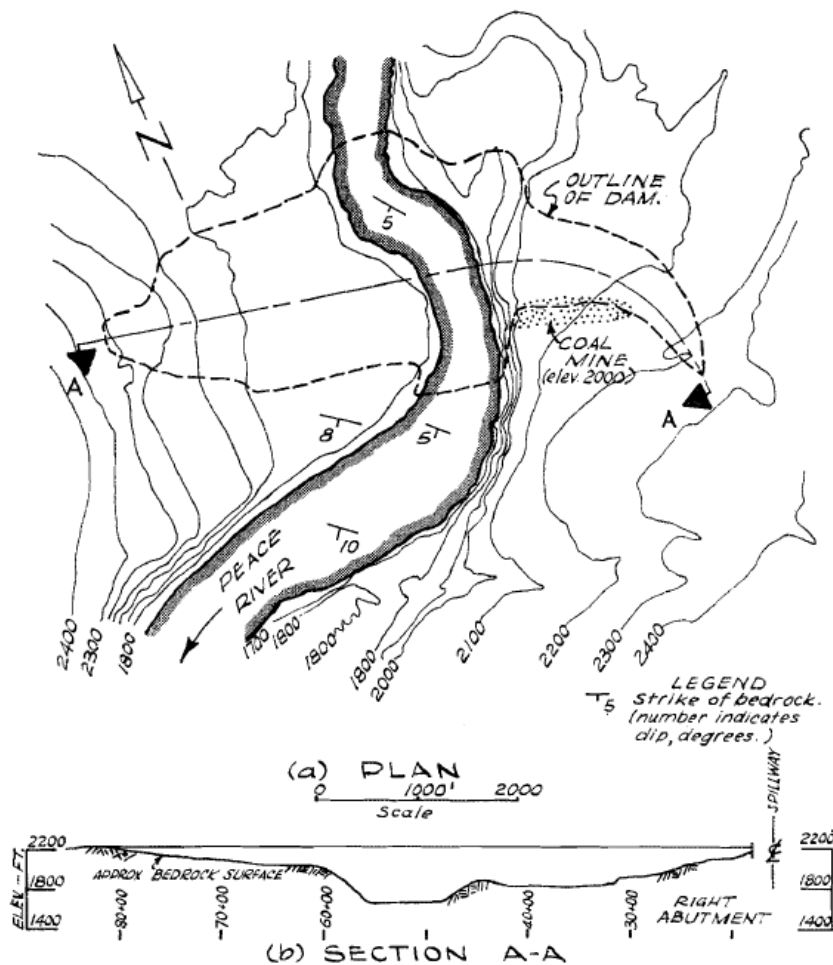 N
5
OUTLINE
OF DAM.
COAL
MINE
(elev. 2000)
A
A
8
5
10
PEACE
RIVER
2400
2300
1800
1700
1800
1800
1800
2000
2100
2200
2300
2400
LEGEND
5 Strike of bedrock.
(number indicates
dip, degrees.)
(a) PLAN
0 1000' 2000
Scale
SPILLWAY
2200
1800
1400
ELEV.-FT.
APPROX BEDROCK SURFACE
80+00
60+00
40+00
30+00
RIGHT
ABUTMENT
2200
1800
1400
(b) SECTION A-A